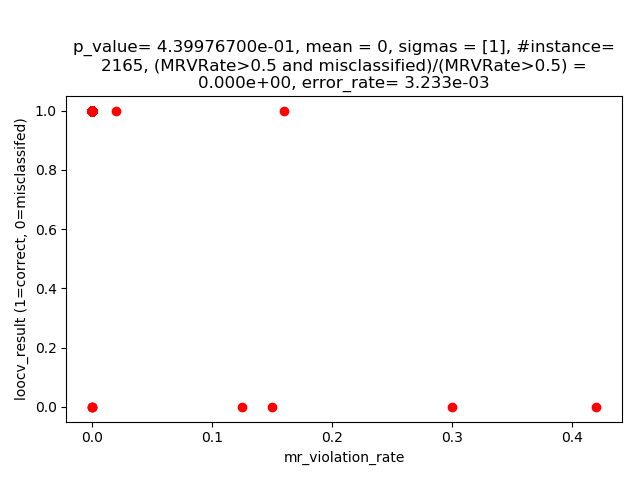 p_value= 4.39976700e-01, mean = 0, sigmas = [1], #instance=
2165, (MRVRate>0.5 and misclassified)/(MRVRate>0.5) =
0.000e+00, error_rate= 3.233e-03
loocv_result (1=correct, 0=misclassifed)
1.0
0.8
0.6
0.4
0.2
0.0
0.0 0.1 0.2 0.3 0.4
mr_violation_rate